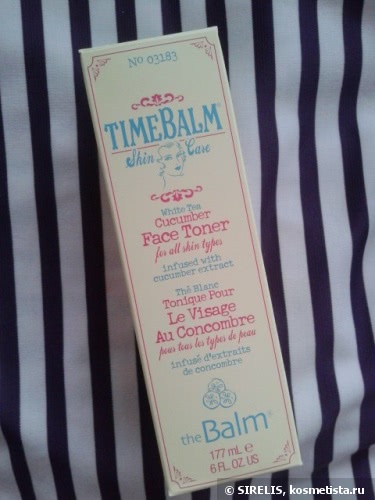 No 03183
TIMEBALM®
Skin Care
White Tea
Cucumber
Face Toner
for all skin types
infused with
cucumber extract
Thé Blanc
Tonique Pour
Le Visage
Au Concombre
pour tous les types de peau
infusé d'extraits
de concombre
theBalm®
177 mL e
6 FL. OZ US
© SIRELIS, kosmetista.ru